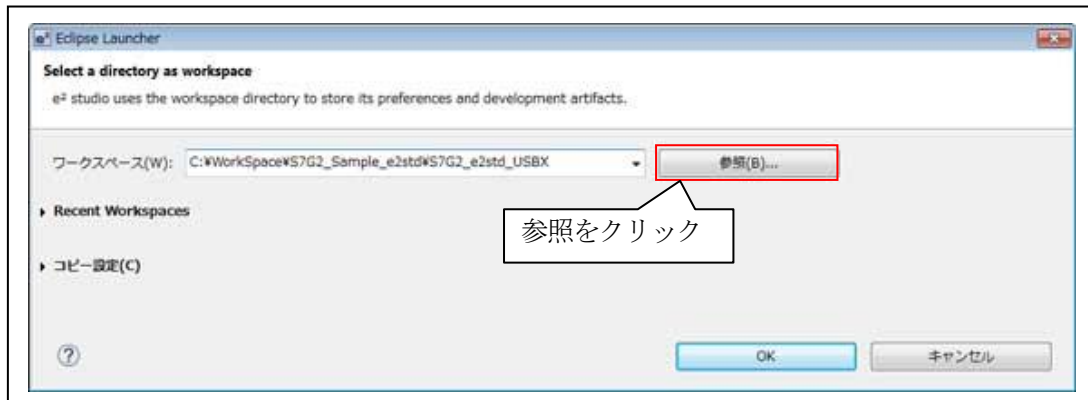 Eclipse Launcher
Select a directory as workspace
e² studio uses the workspace directory to store its preferences and development artifacts.
ワークスペース(W): C:¥WorkSpace¥S7G2_Sample_e2std¥S7G2_e2std_USBX 参照(B)...
Recent Workspaces
参照をクリック
コピー設定(C)
OK キャンセル